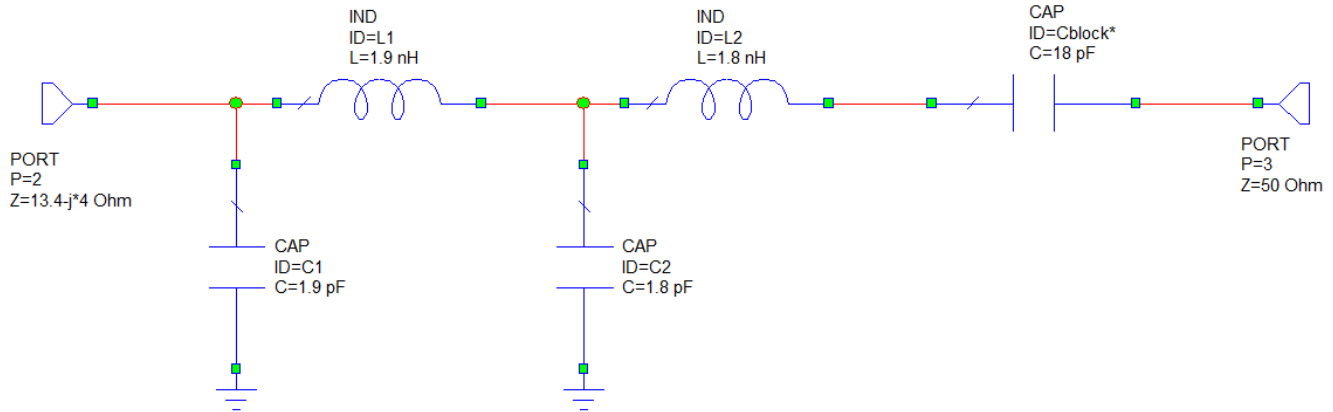 IND
ID=L1
L=1.9 nH
IND
ID=L2
L=1.8 nH
CAP
ID=Cblock*
C=18 pF
PORT
P=2
Z=13.4-j*4 Ohm
PORT
P=3
Z=50 Ohm
CAP
ID=C1
C=1.9 pF
CAP
ID=C2
C=1.8 pF